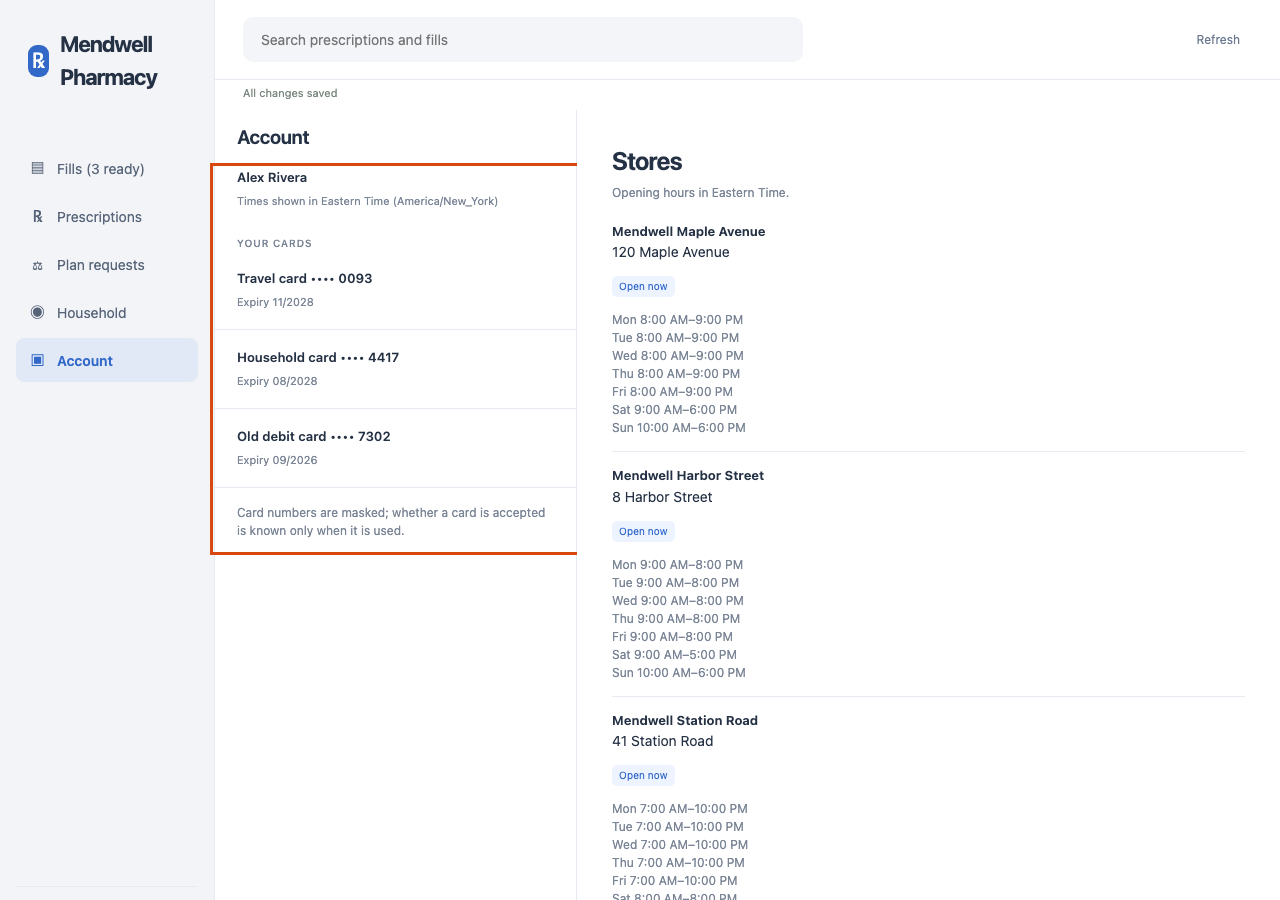 Mendwell
Pharmacy
Fills (3 ready)
Prescriptions
Plan requests
Household
Account
Search prescriptions and fills
Refresh
All changes saved
Account
Alex Rivera
Times shown in Eastern Time (America/New_York)
YOUR CARDS
Travel card •••• 0093
Expiry 11/2028
Household card •••• 4417
Expiry 08/2028
Old debit card •••• 7302
Expiry 09/2026
Card numbers are masked; whether a card is accepted
is known only when it is used.
Stores
Opening hours in Eastern Time.
Mendwell Maple Avenue
120 Maple Avenue
Open now
Mon 8:00 AM–9:00 PM
Tue 8:00 AM–9:00 PM
Wed 8:00 AM–9:00 PM
Thu 8:00 AM–9:00 PM
Fri 8:00 AM–9:00 PM
Sat 9:00 AM–6:00 PM
Sun 10:00 AM–6:00 PM
Mendwell Harbor Street
8 Harbor Street
Open now
Mon 9:00 AM–8:00 PM
Tue 9:00 AM–8:00 PM
Wed 9:00 AM–8:00 PM
Thu 9:00 AM–8:00 PM
Fri 9:00 AM–8:00 PM
Sat 9:00 AM–5:00 PM
Sun 10:00 AM–6:00 PM
Mendwell Station Road
41 Station Road
Open now
Mon 7:00 AM–10:00 PM
Tue 7:00 AM–10:00 PM
Wed 7:00 AM–10:00 PM
Thu 7:00 AM–10:00 PM
Fri 7:00 AM–10:00 PM
Sat 8:00 AM–8:00 PM